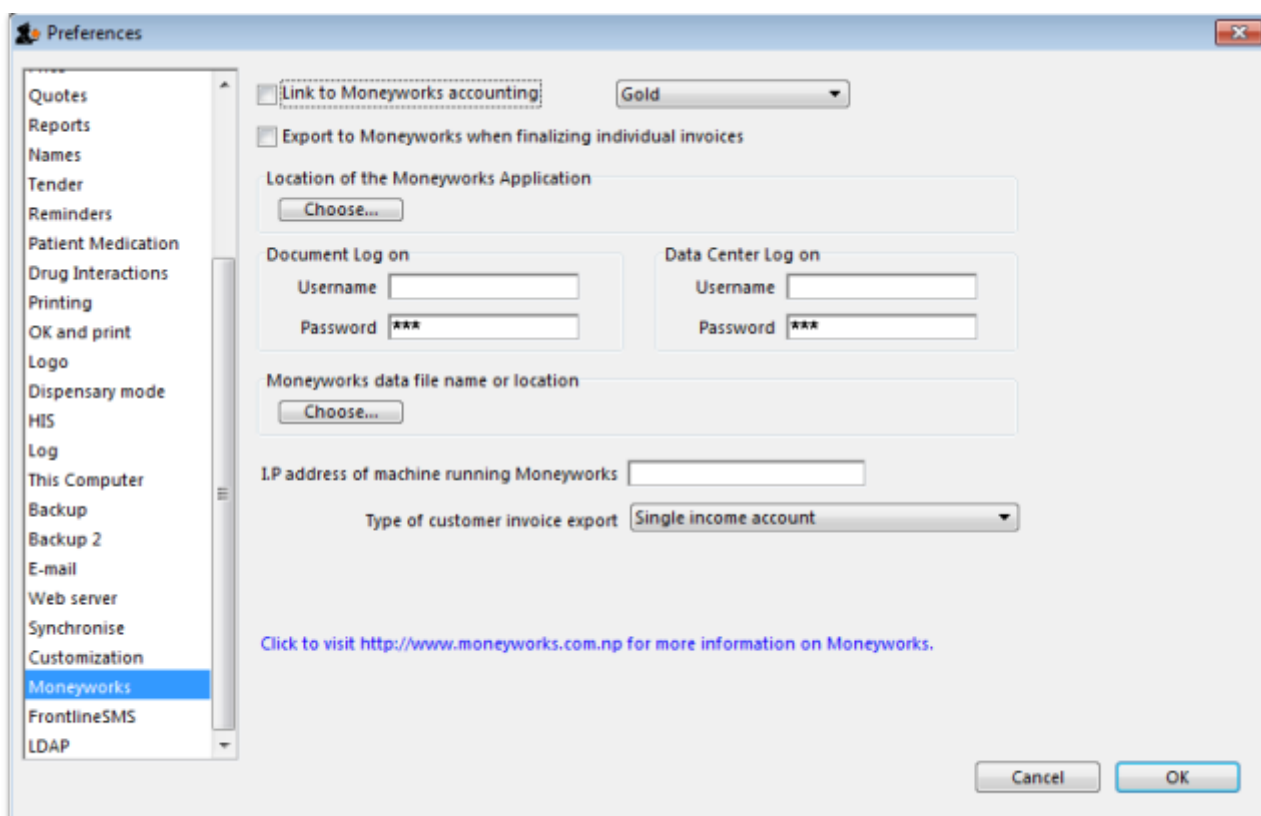 Preferences
Quotes
Reports
Names
Tender
Reminders
Patient Medication
Drug Interactions
Printing
OK and print
Logo
Dispensary mode
HIS
Log
This Computer
Backup
Backup 2
E-mail
Web server
Synchronise
Customization
Moneyworks
FrontlineSMS
LDAP
Link to Moneyworks accounting Gold
Export to Moneyworks when finalizing individual invoices
Location of the Moneyworks Application
Choose...
Document Log on Data Center Log on
Username Username
Password *** Password ***
Moneyworks data file name or location
Choose...
I.P address of machine running Moneyworks
Type of customer invoice export Single income account
Click to visit http://www.moneyworks.com.np for more information on Moneyworks.
Cancel OK